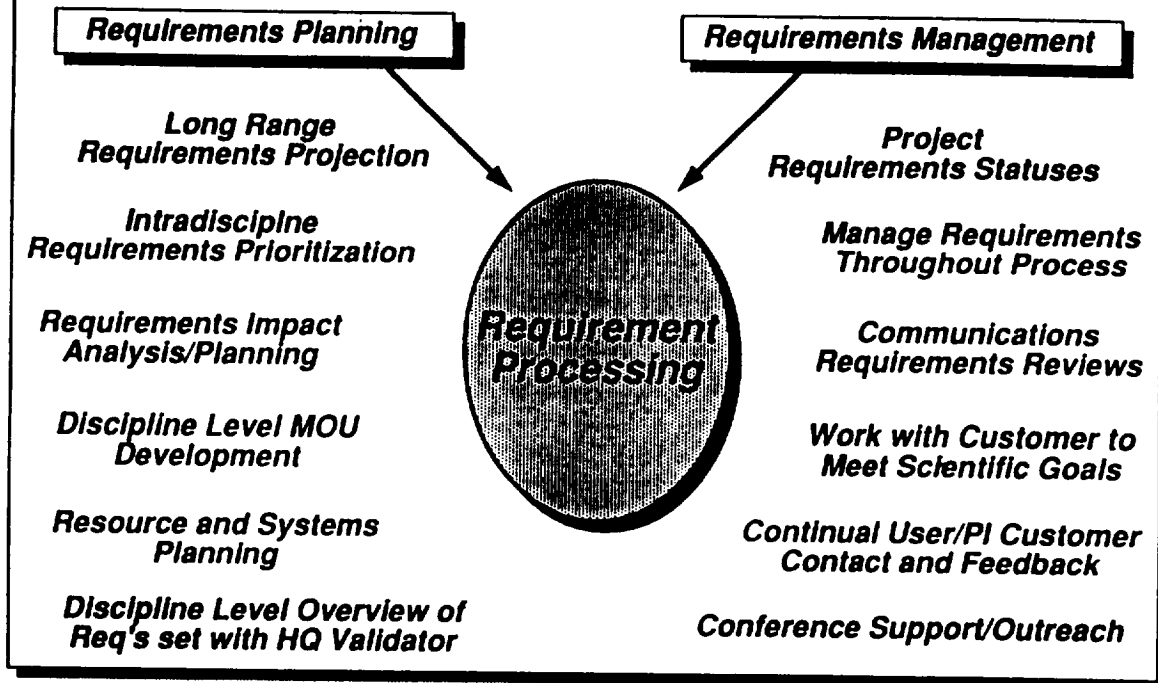 Requirements Planning
Requirements Management
Long Range
Requirements Projection
Intradiscipine
Requirements Prioritization
Requirements Impact
Analysis/Planning
Discipline Level MOU
Development
Resource and Systems
Planning
Discipline Level Overview of
Req's set with HQ Validator
Requirement
Processing
Project
Requirements Statuses
Manage Requirements
Throughout Process
Communications
Requirements Reviews
Work with Customer to
Meet Scientific Goals
Continual User/PI Customer
Contact and Feedback
Conference Support/Outreach